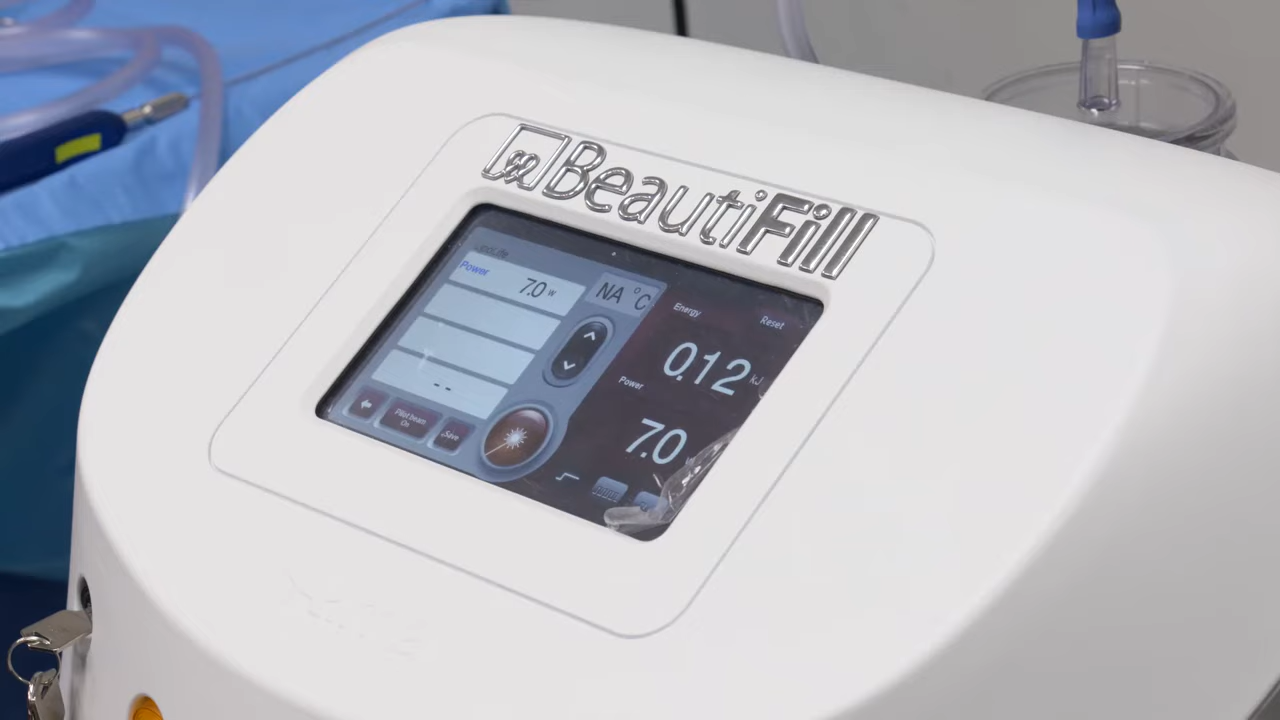 BeautiFill
Power
7.0 W
NA °C
--
Pilot beam
On
Save
Energy
Reset
0.12 kJ
Power
7.0